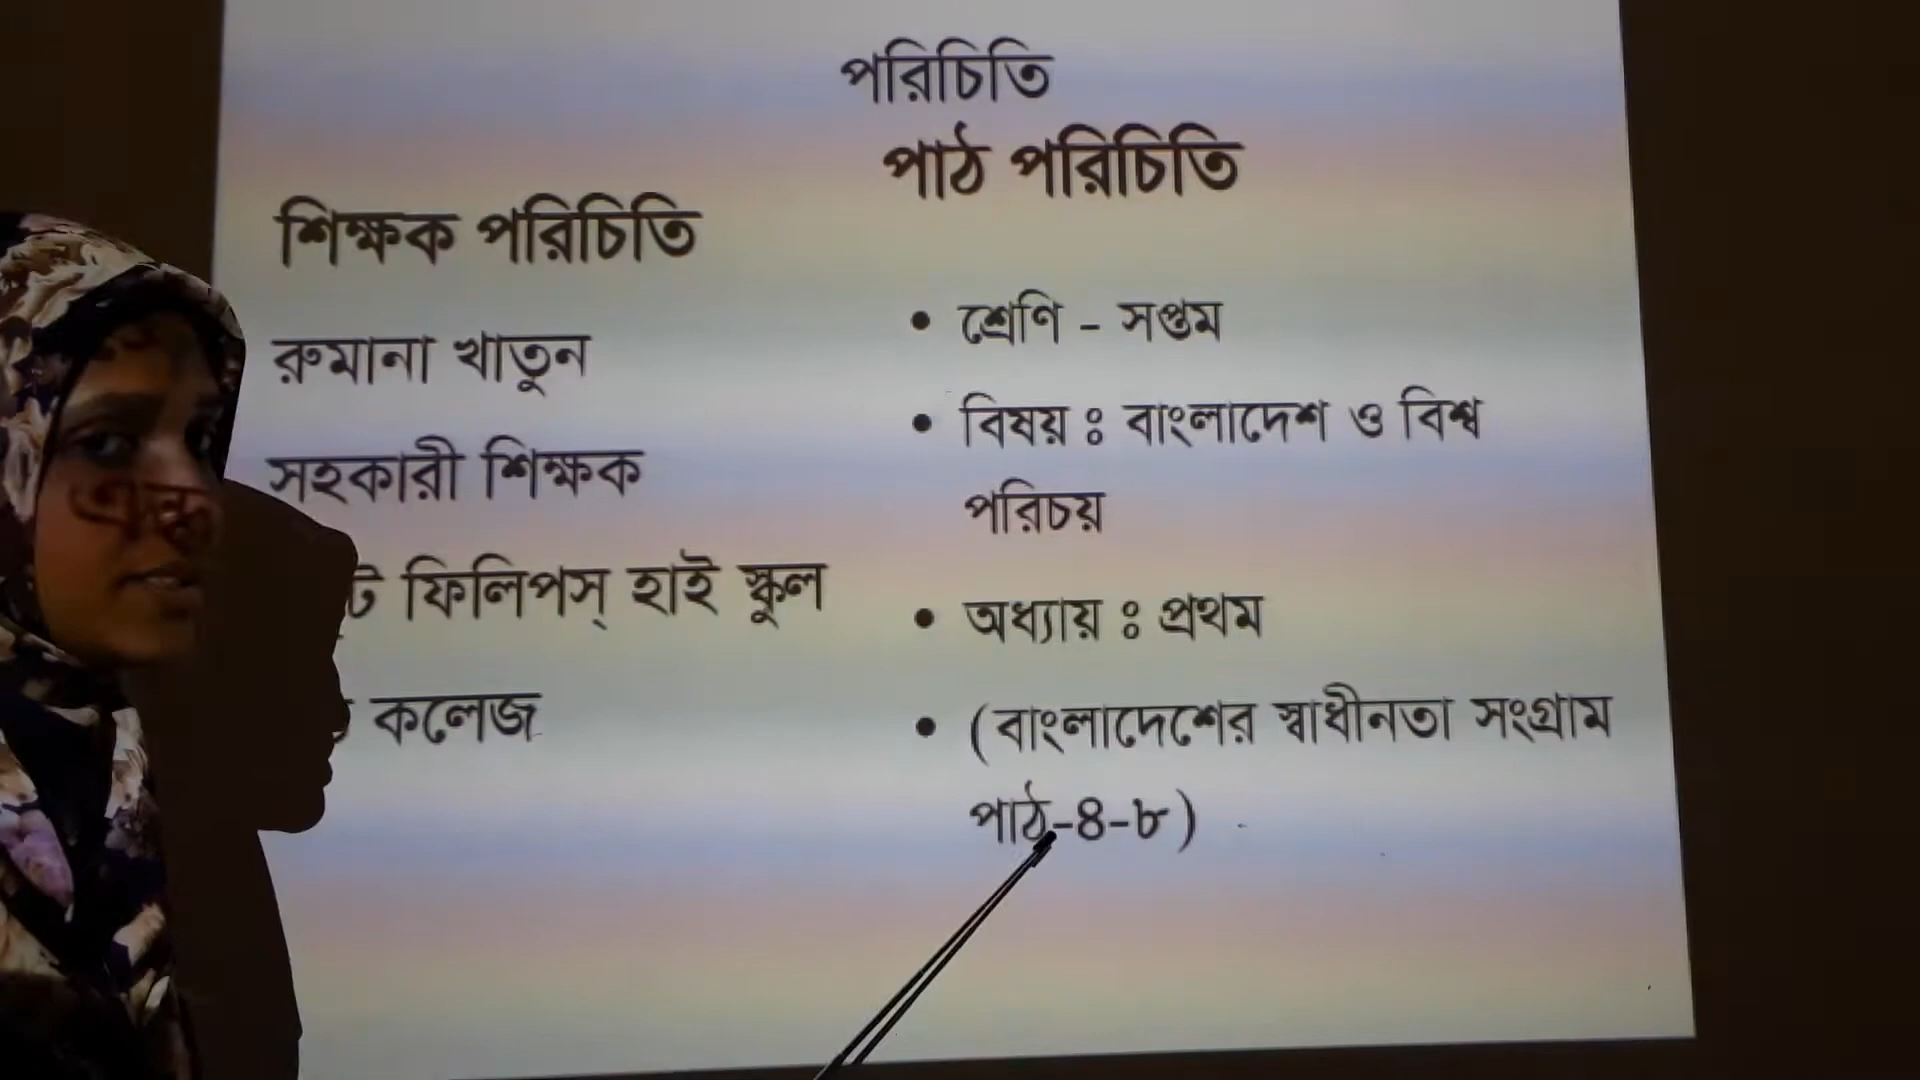 পরিচিতি
শিক্ষক পরিচিতি
রুমানা খাতুন
সহকারী শিক্ষক
ফিলিপস্ হাই স্কুল
কলেজ
পাঠ পরিচিতি
• শ্রেণি - সপ্তম
• বিষয় ঃ বাংলাদেশ ও বিশ্ব
পরিচয়
• অধ্যায় ঃ প্রথম
• (বাংলাদেশের স্বাধীনতা সংগ্রাম
পাঠ-৪-৮)